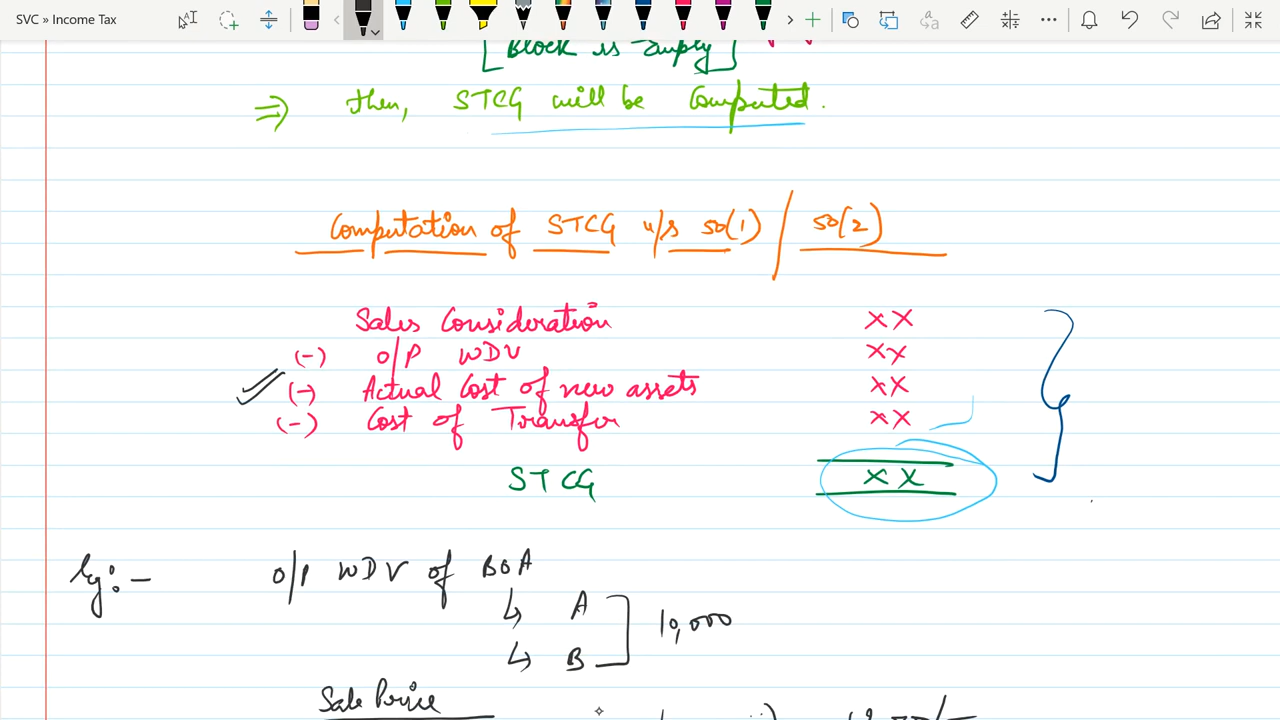 SVC » Income Tax
[Block is Empty]
⇒ then, STCG will be Computed.
Computation of STCG u/s 50(1) / 50(2)
Sales Consideration XX
(-) O/P WDV XX
(-) Actual Cost of new assets XX
(-) Cost of Transfer XX
STCG XX
Eg:- O/P WDV of BOA
↳ A
10,000
↳ B
Sale Price